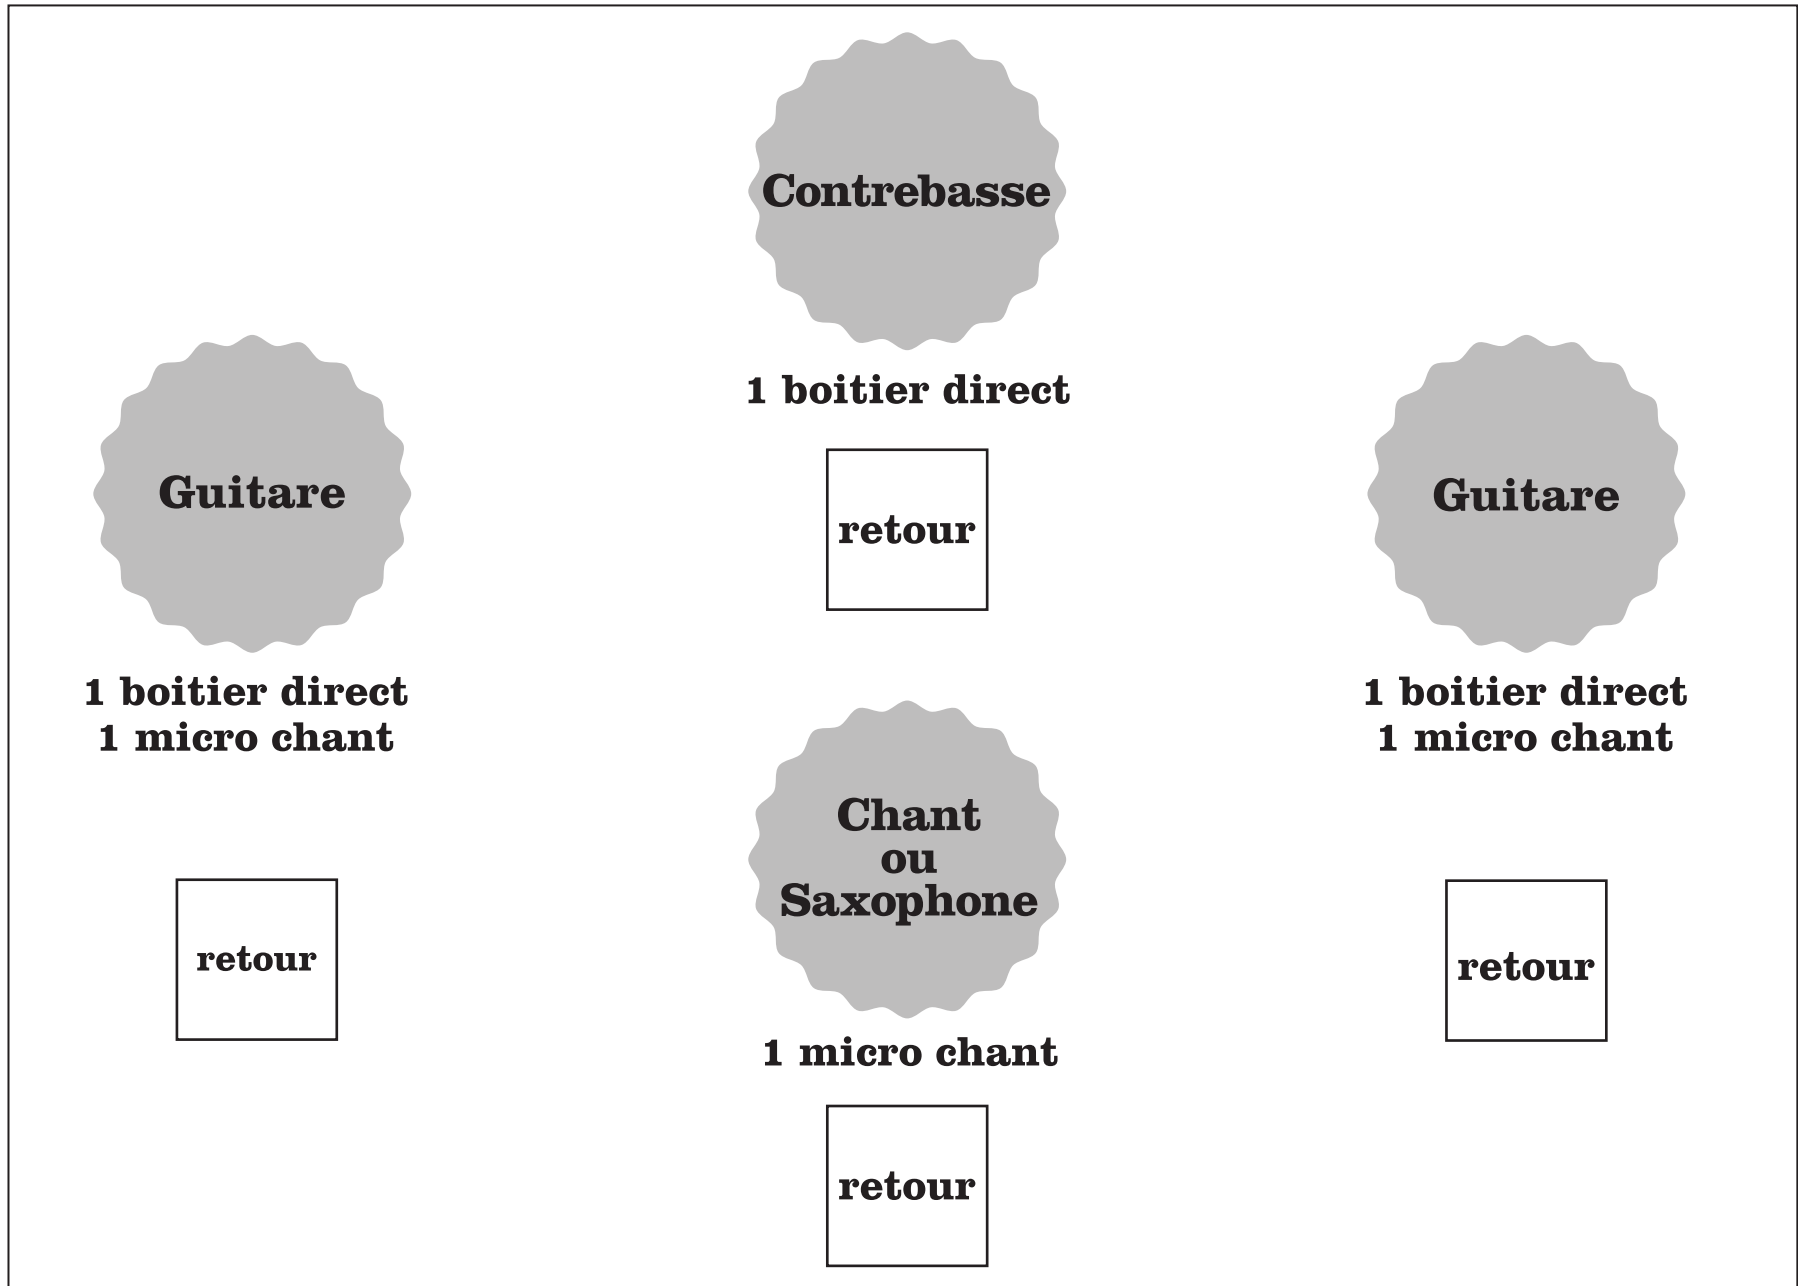 Contrebasse
1 boitier direct
retour
Guitare
1 boitier direct
1 micro chant
retour
Guitare
1 boitier direct
1 micro chant
retour
Chant
ou
Saxophone
1 micro chant
retour